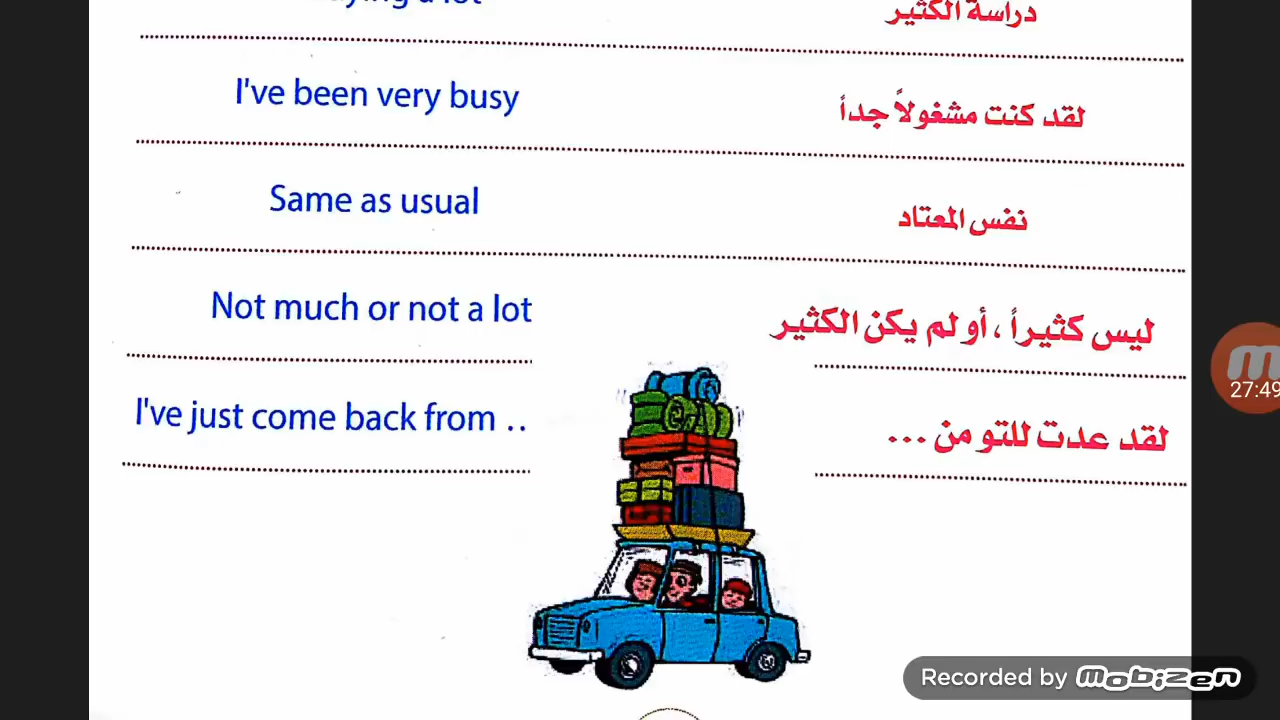 a lot دراسة الكثير
I've been very busy لقد كنت مشغولاً جداً
Same as usual نفس المعتاد
Not much or not a lot ليس كثيراً ، أو لم يكن الكثير
I've just come back from .. لقد عدت للتو من ...
27:49
Recorded by mobizen